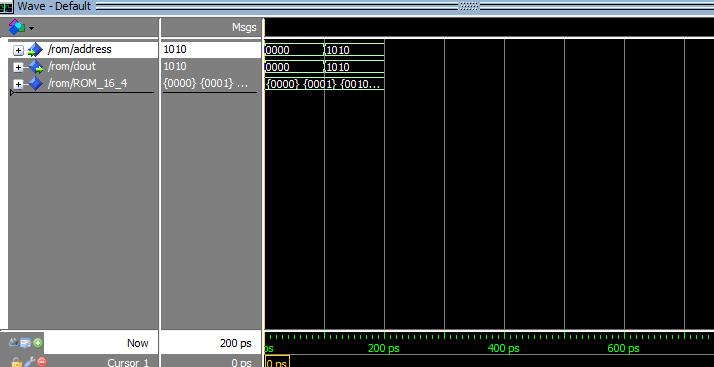 Wave - Default
Msgs
/rom/address 1010 0000 1010
/rom/dout 1010 0000 1010
/rom/ROM_16_4 {0000} {0001} ... {0000} {0001} {0010...
Now 200 ps ps 200 ps 400 ps 600 ps
Cursor 1 0 ps 0 ns